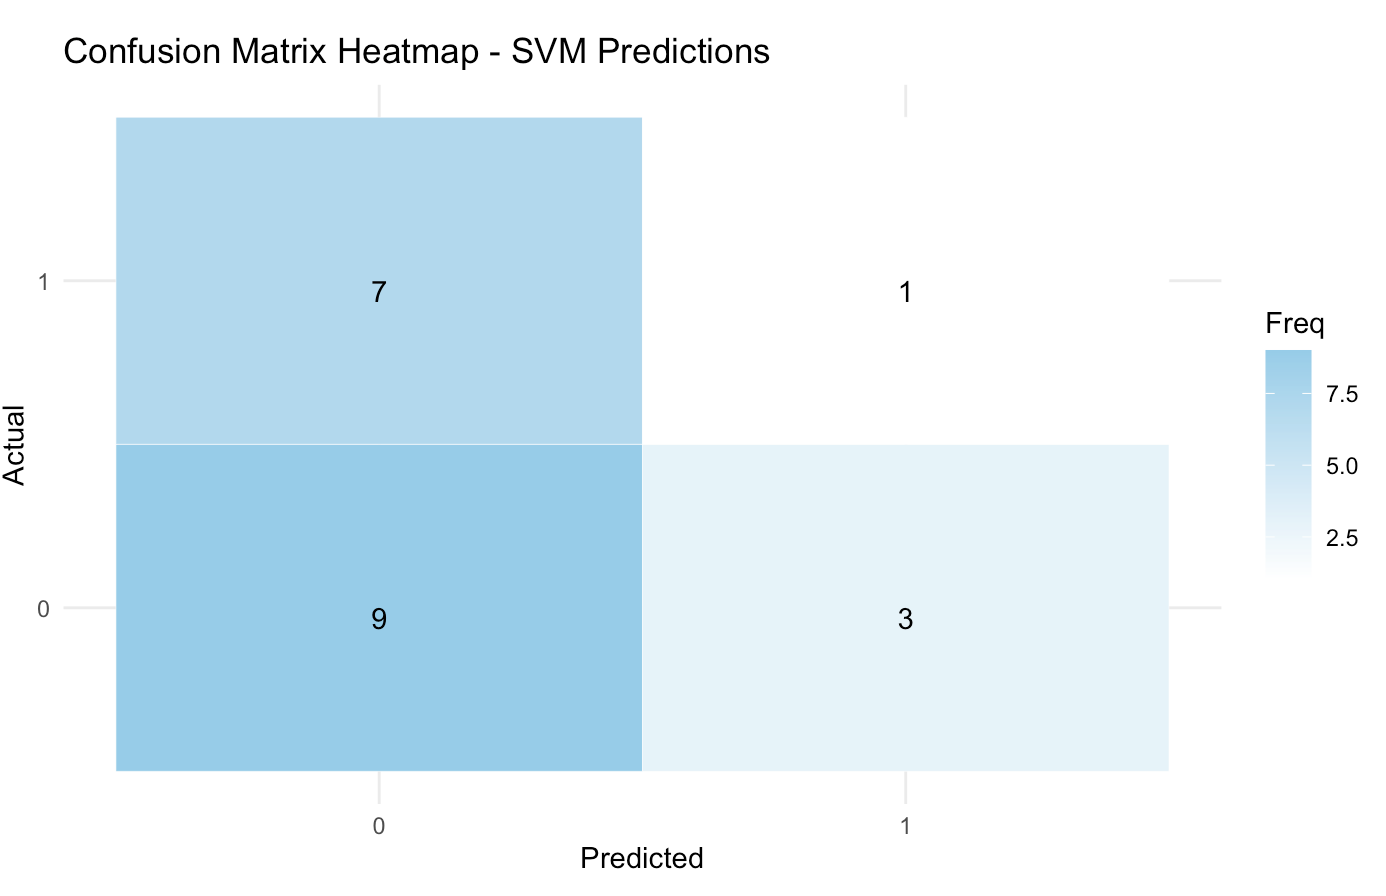 Confusion Matrix Heatmap - SVM Predictions
7
1
1
Freq
7.5
5.0
2.5
Actual
9
3
0
0
1
Predicted